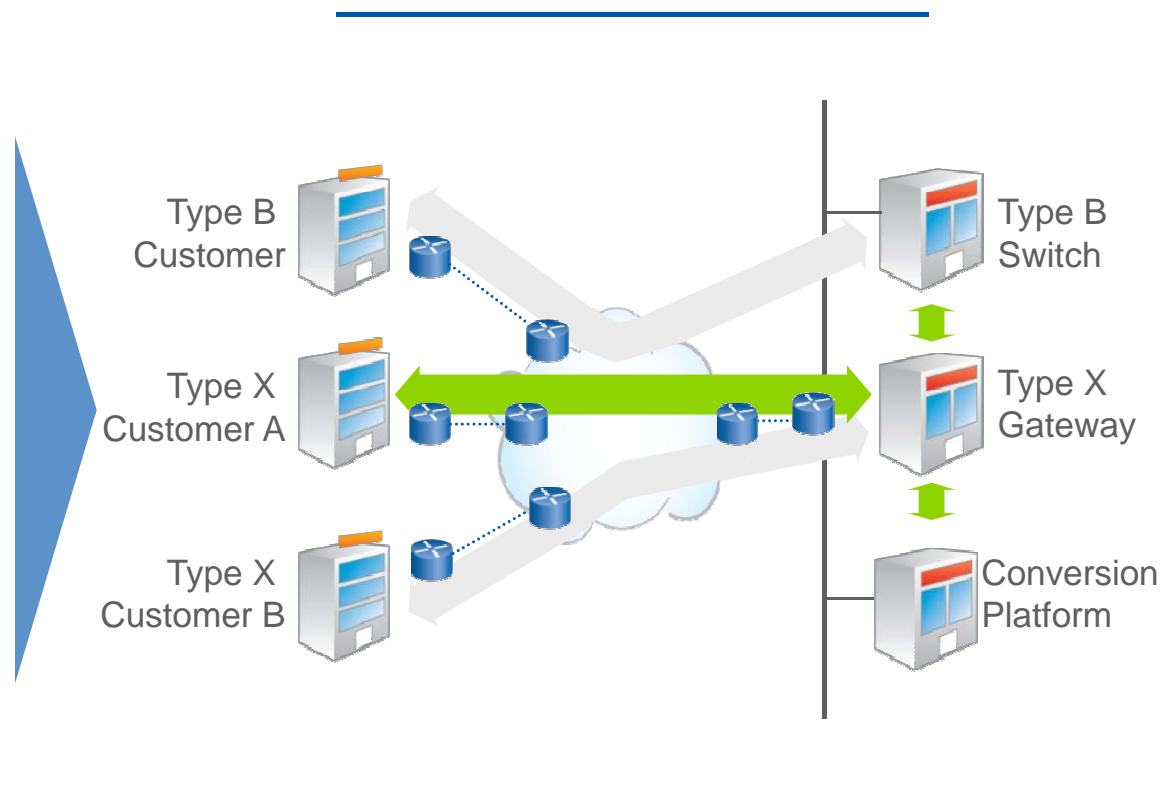 Type B
Customer
Type B
Switch
Type X
Customer A
Type X
Gateway
Type X
Customer B
Conversion
Platform